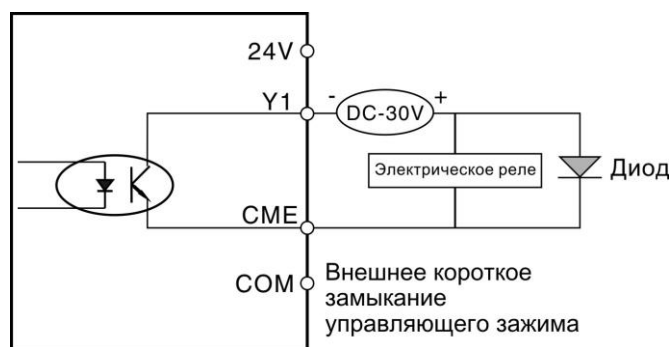 24V
Y1
- DC-30V +
Электрическое реле
Диод
CME
COM
Внешнее короткое
замыкание
управляющего зажима